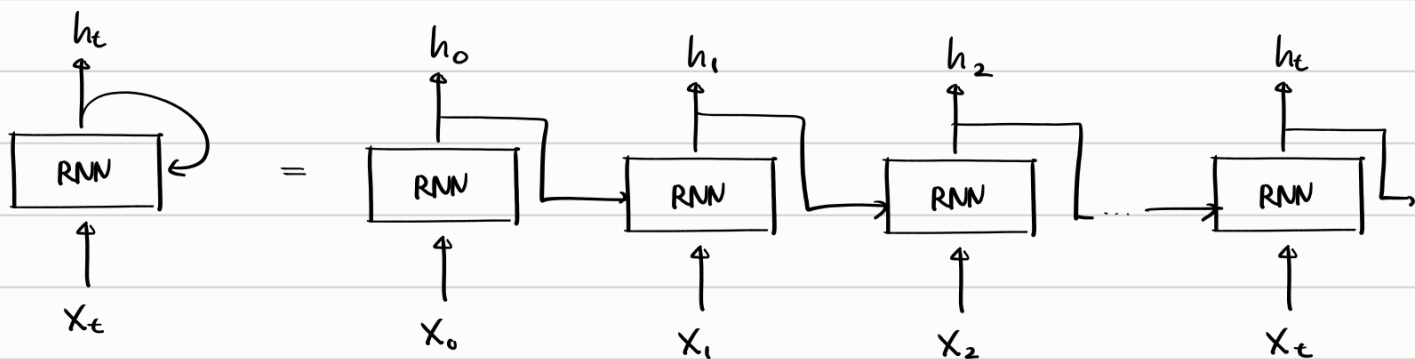 hₜ h₀ h₁ h₂ hₜ
RNN = RNN RNN RNN ... RNN
xₜ x₀ x₁ x₂ xₜ